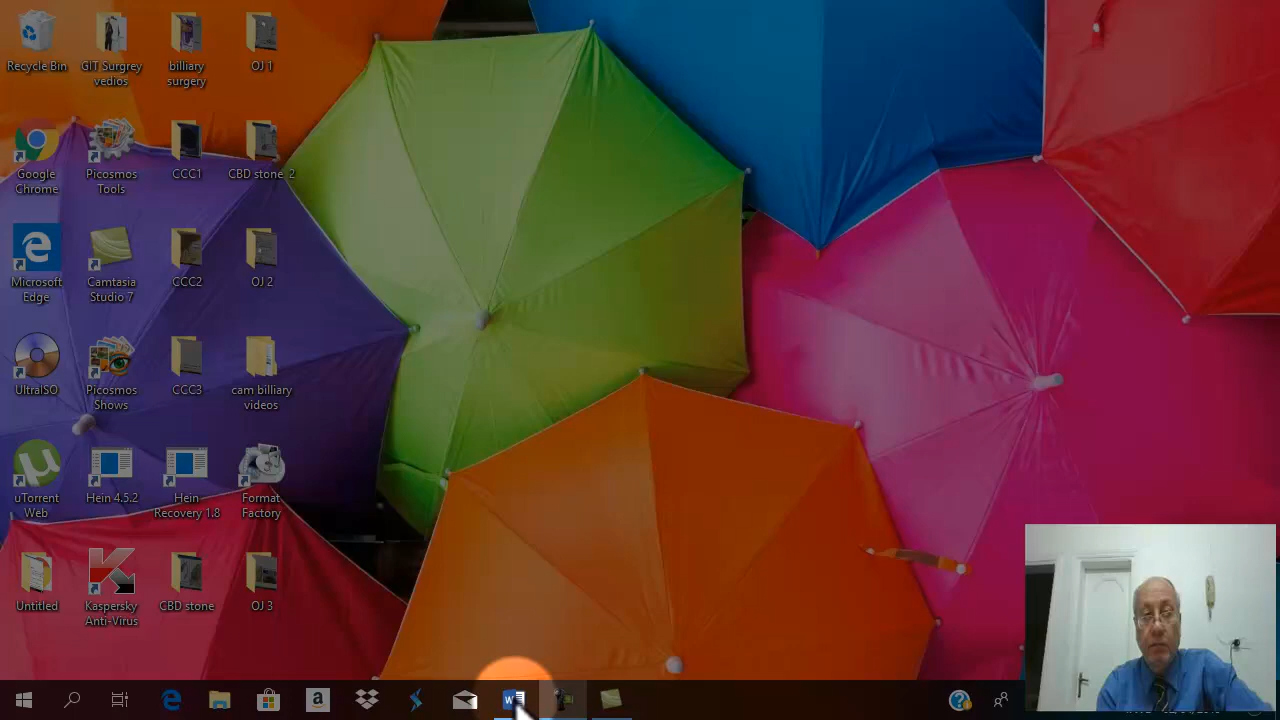 Recycle Bin
GIT Surgrey
vedios
billiary
surgery
OJ 1
Google
Chrome
Picosmos
Tools
CCC1
CBD stone 2
Microsoft
Edge
Camtasia
Studio 7
CCC2
OJ 2
UltraISO
Picosmos
Shows
CCC3
cam billiary
videos
uTorrent
Web
Hein 4.5.2
Hein
Recovery 1.8
Format
Factory
Untitled
Kaspersky
Anti-Virus
CBD stone
OJ 3